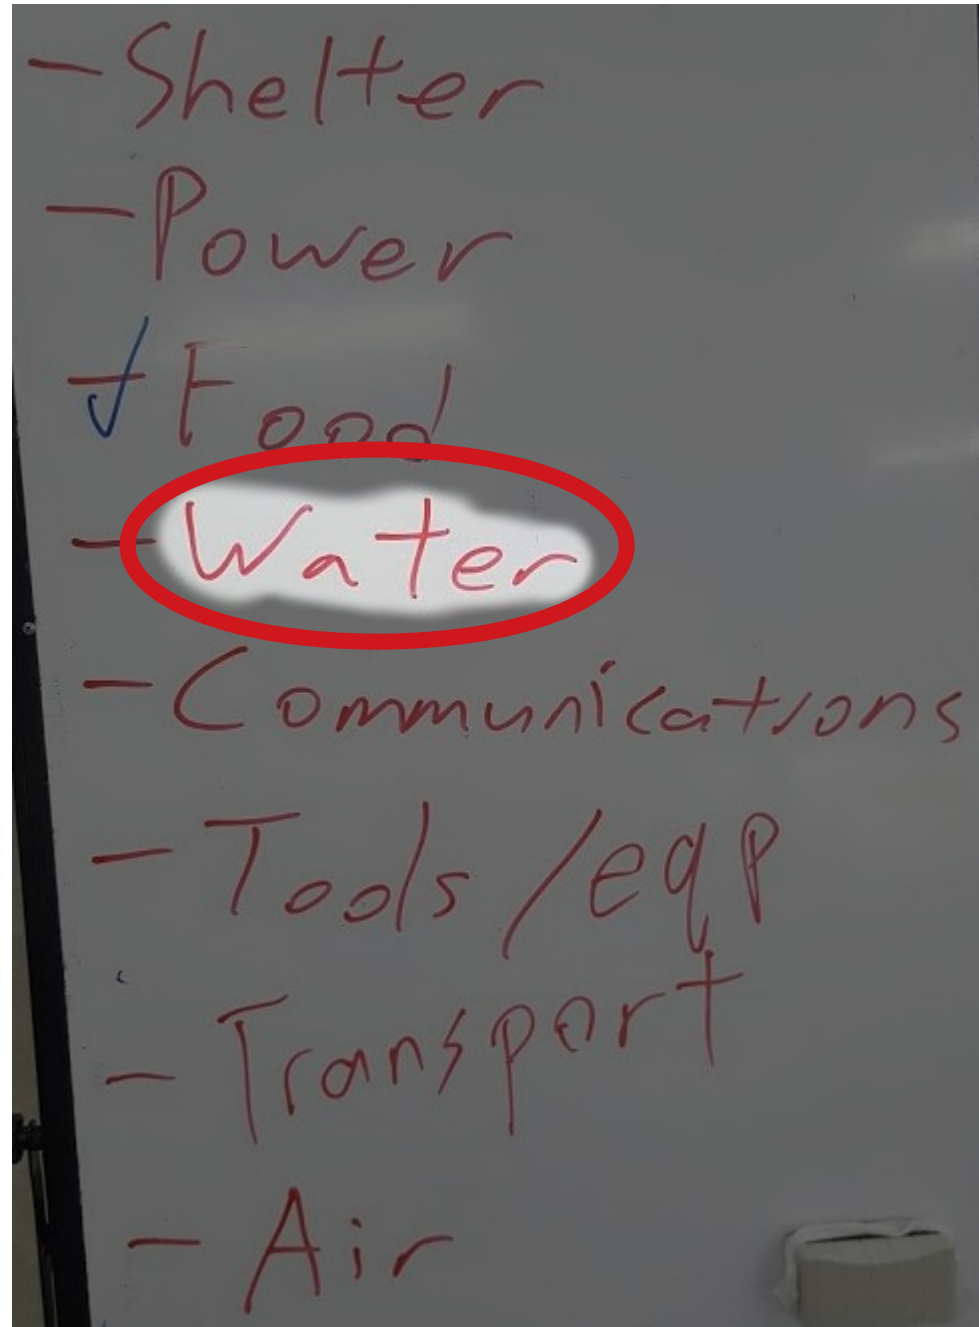 - Shelter
- Power
- Food
- Water
- Communications
- Tools/eqp
- Transport
- Air